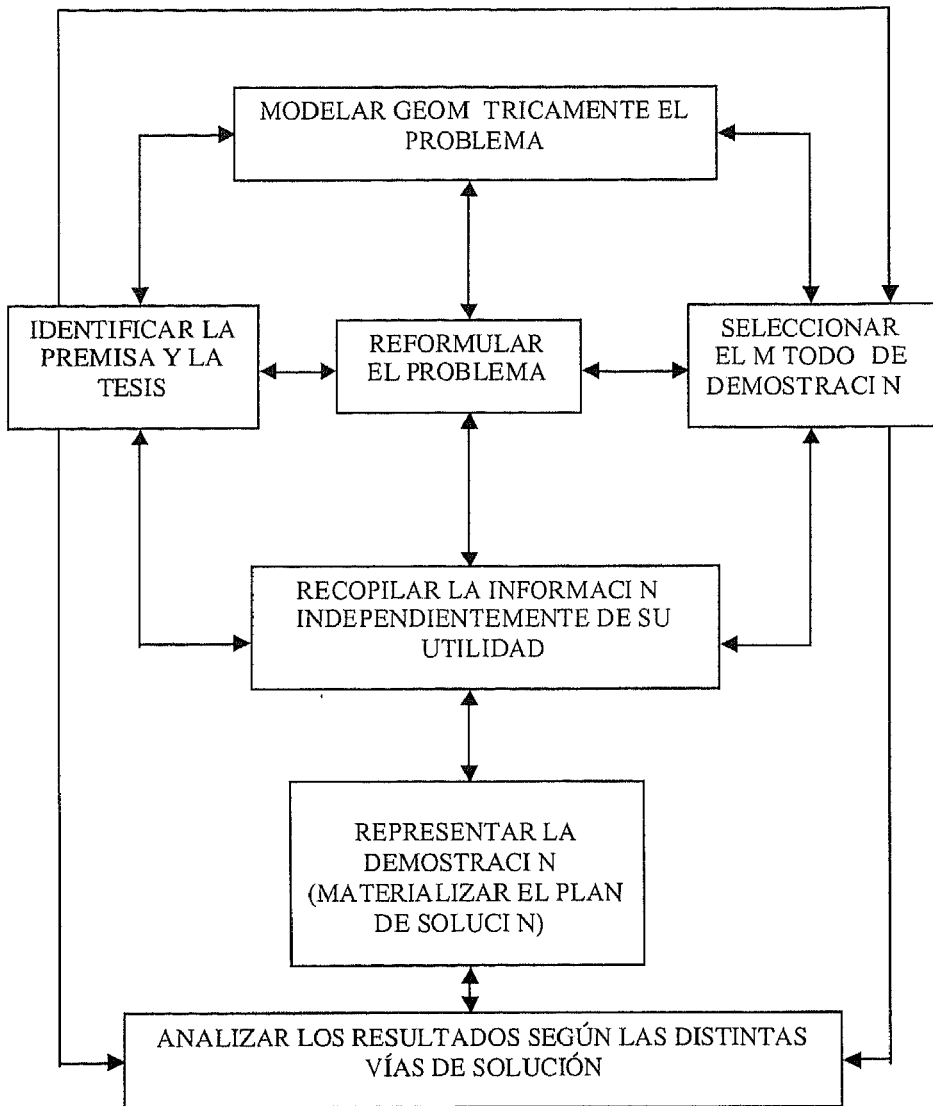 MODELAR GEOM TRICAMENTE EL
PROBLEMA
IDENTIFICAR LA
PREMISA Y LA
TESIS
REFORMULAR
EL PROBLEMA
SELECCIONAR
EL M TODO DE
DEMOSTRACI N
RECOPILAR LA INFORMACI N
INDEPENDIENTEMENTE DE SU
UTILIDAD
REPRESENTAR LA
DEMOSTRACI N
(MATERIALIZAR EL PLAN
DE SOLUCI N)
ANALIZAR LOS RESULTADOS SEGÚN LAS DISTINTAS
VÍAS DE SOLUCIÓN